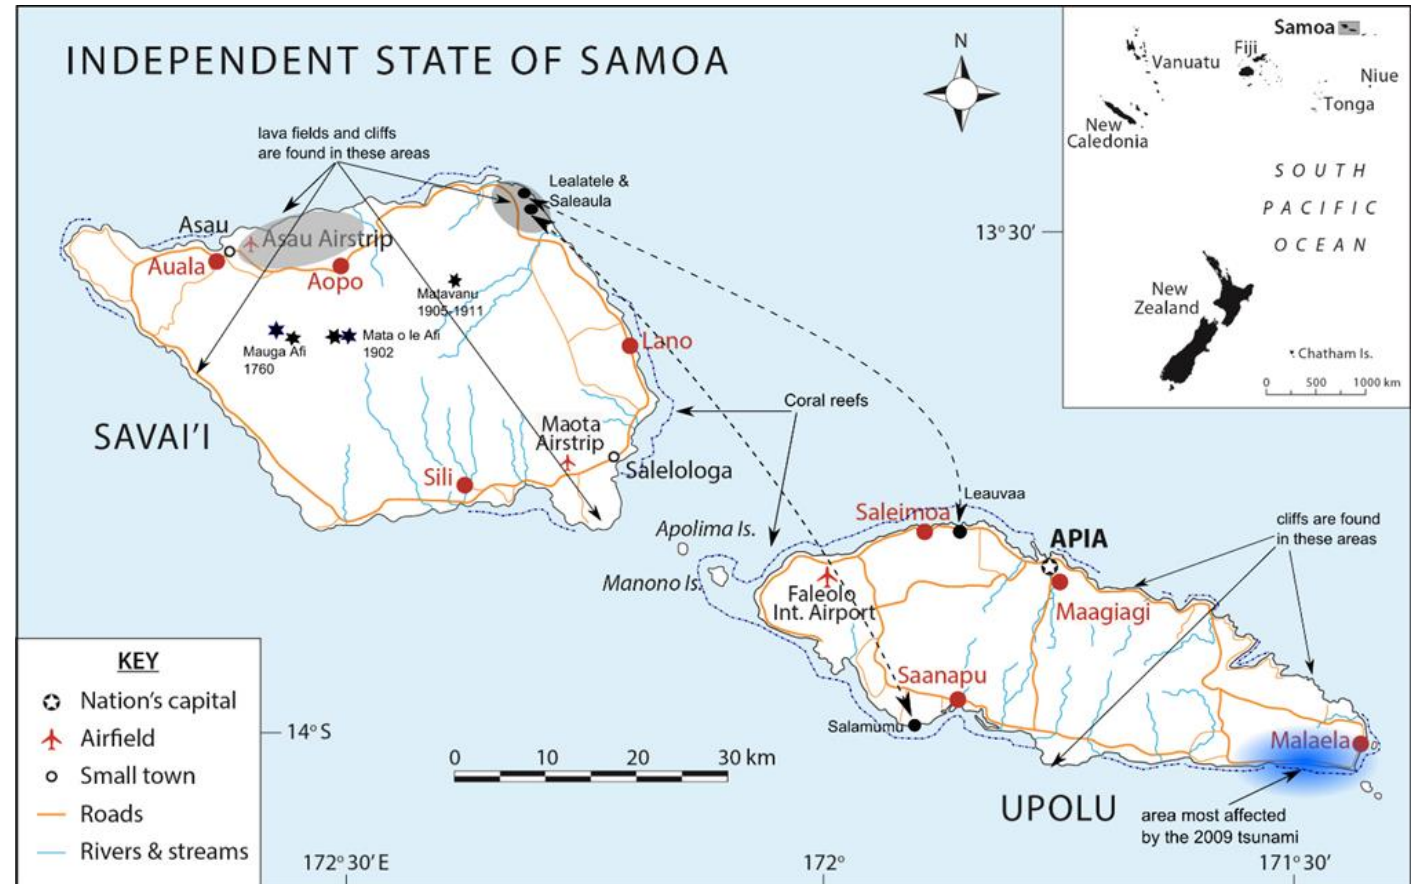 INDEPENDENT STATE OF SAMOA
N
Samoa
Fiji
Vanuatu
Niue
Tonga
New
Caledonia
SOUTH
PACIFIC
OCEAN
New
Zealand
Chatham Is.
0 500 1000 km
lava fields and cliffs
are found in these areas
Lealatele &
Saleaula
13° 30'
Asau
Asau Airstrip
Auala
Aopo
Matavanu
1905-1911
Mauga Afi
1760
Mata o le Afi
1902
Lano
Coral reefs
SAVAI'I
Maota
Airstrip
Salelologa
Sili
Leauvaa
Saleimoa
Apolima Is.
APIA
cliffs are found
in these areas
Manono Is.
Faleolo
Int. Airport
Maagiagi
Saanapu
Salamumu
14° S
Malaela
0 10 20 30 km
UPOLU
area most affected
by the 2009 tsunami
KEY
Nation's capital
Airfield
Small town
Roads
Rivers & streams
172° 30' E
172°
171° 30'